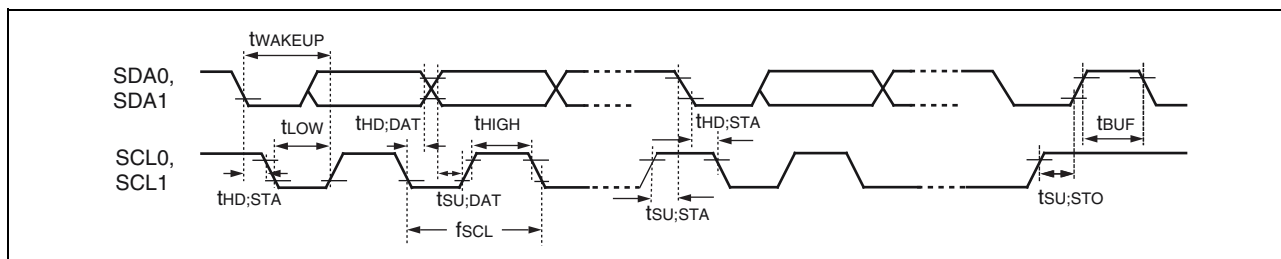 tWAKEUP
SDA0,
SDA1
tLOW
tHD;DAT
tHIGH
tHD;STA
tBUF
SCL0,
SCL1
tHD;STA
tSU;DAT
tSU;STA
tSU;STO
fSCL